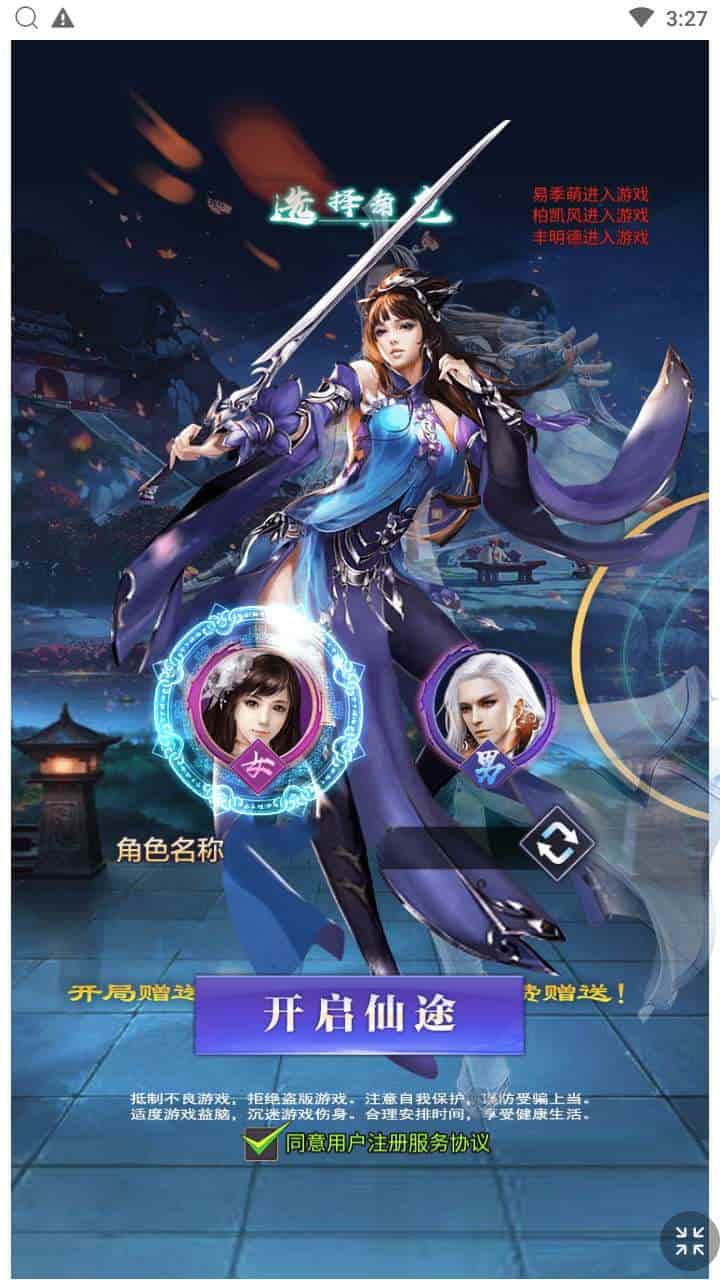 3:27
选择角色
易季萌进入游戏
柏凯风进入游戏
丰明德进入游戏
女
男
角色名称
开局赠送
费赠送！
开启仙途
抵制不良游戏，拒绝盗版游戏。注意自我保护，谨防受骗上当。
适度游戏益脑，沉迷游戏伤身。合理安排时间，享受健康生活。
同意用户注册服务协议